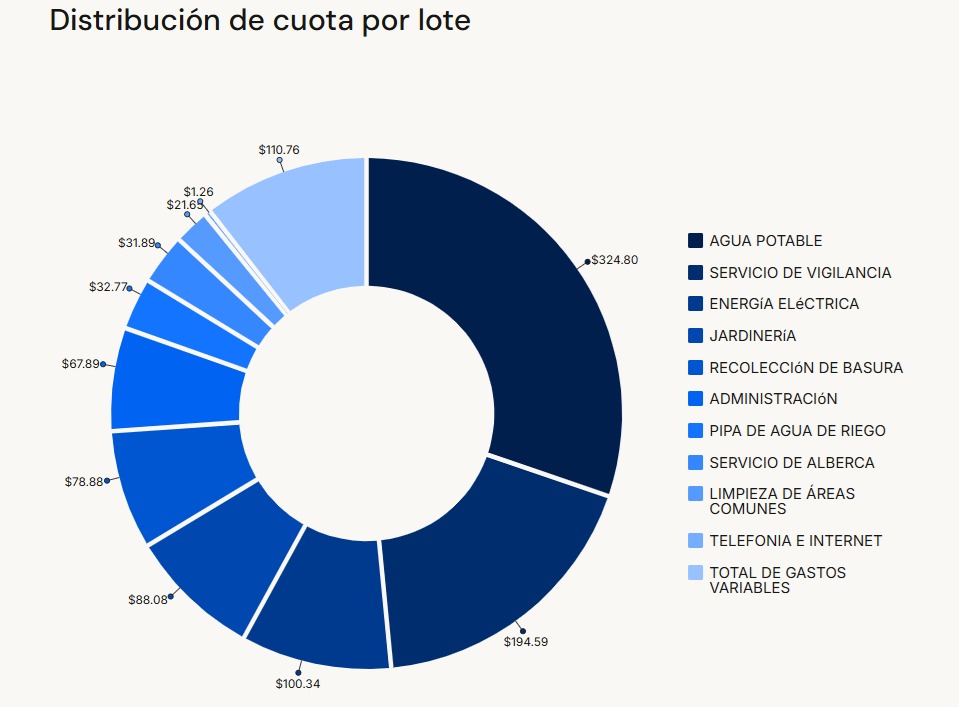 Distribución de cuota por lote
$110.76
$1.26
$21.65
$31.89
$324.80
$32.77
$67.89
$78.88
$88.08
$194.59
$100.34
AGUA POTABLE
SERVICIO DE VIGILANCIA
ENERGíA ELéCTRICA
JARDINERíA
RECOLECCIóN DE BASURA
ADMINISTRACIóN
PIPA DE AGUA DE RIEGO
SERVICIO DE ALBERCA
LIMPIEZA DE ÁREAS
COMUNES
TELEFONIA E INTERNET
TOTAL DE GASTOS
VARIABLES